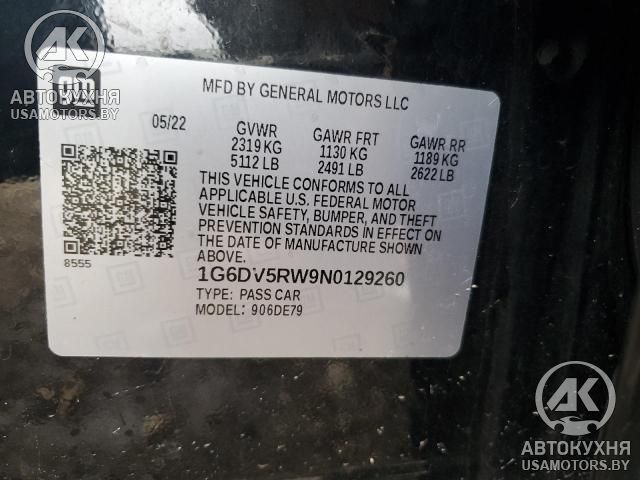 AK
АВТОКУХНЯ
USAMOTORS.BY
gm
MFD BY GENERAL MOTORS LLC
05/22
GVWR
2319 KG
5112 LB
GAWR FRT
1130 KG
2491 LB
GAWR RR
1189 KG
2622 LB
THIS VEHICLE CONFORMS TO ALL
APPLICABLE U.S. FEDERAL MOTOR
VEHICLE SAFETY, BUMPER, AND THEFT
PREVENTION STANDARDS IN EFFECT ON
THE DATE OF MANUFACTURE SHOWN
ABOVE.
8555
1G6DV5RW9N0129260
TYPE: PASS CAR
MODEL: 906DE79
AK
АВТОКУХНЯ
USAMOTORS.BY